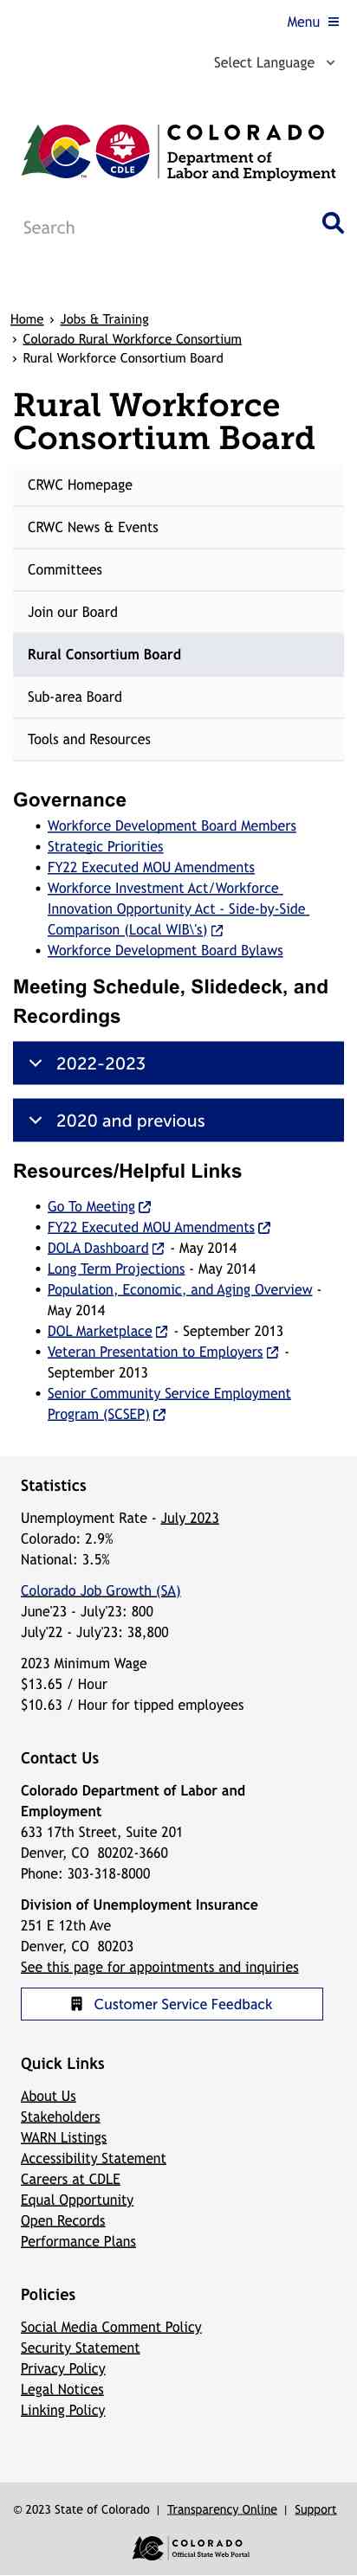 Menu
Select Language
COLORADO
Department of
Labor and Employment
CDLE
Search
Home › Jobs & Training
› Colorado Rural Workforce Consortium
› Rural Workforce Consortium Board
Rural Workforce
Consortium Board
CRWC Homepage
CRWC News & Events
Committees
Join our Board
Rural Consortium Board
Sub-area Board
Tools and Resources
Governance
• Workforce Development Board Members
• Strategic Priorities
• FY22 Executed MOU Amendments
• Workforce Investment Act/Workforce
Innovation Opportunity Act - Side-by-Side
Comparison (Local WIB\'s)
• Workforce Development Board Bylaws
Meeting Schedule, Slidedeck, and
Recordings
2022-2023
2020 and previous
Resources/Helpful Links
• Go To Meeting
• FY22 Executed MOU Amendments
• DOLA Dashboard - May 2014
• Long Term Projections - May 2014
• Population, Economic, and Aging Overview -
May 2014
• DOL Marketplace - September 2013
• Veteran Presentation to Employers -
September 2013
• Senior Community Service Employment
Program (SCSEP)
Statistics
Unemployment Rate - July 2023
Colorado: 2.9%
National: 3.5%
Colorado Job Growth (SA)
June'23 - July'23: 800
July'22 - July'23: 38,800
2023 Minimum Wage
$13.65 / Hour
$10.63 / Hour for tipped employees
Contact Us
Colorado Department of Labor and
Employment
633 17th Street, Suite 201
Denver, CO 80202-3660
Phone: 303-318-8000
Division of Unemployment Insurance
251 E 12th Ave
Denver, CO 80203
See this page for appointments and inquiries
Customer Service Feedback
Quick Links
About Us
Stakeholders
WARN Listings
Accessibility Statement
Careers at CDLE
Equal Opportunity
Open Records
Performance Plans
Policies
Social Media Comment Policy
Security Statement
Privacy Policy
Legal Notices
Linking Policy
© 2023 State of Colorado | Transparency Online | Support
COLORADO
Official State Web Portal